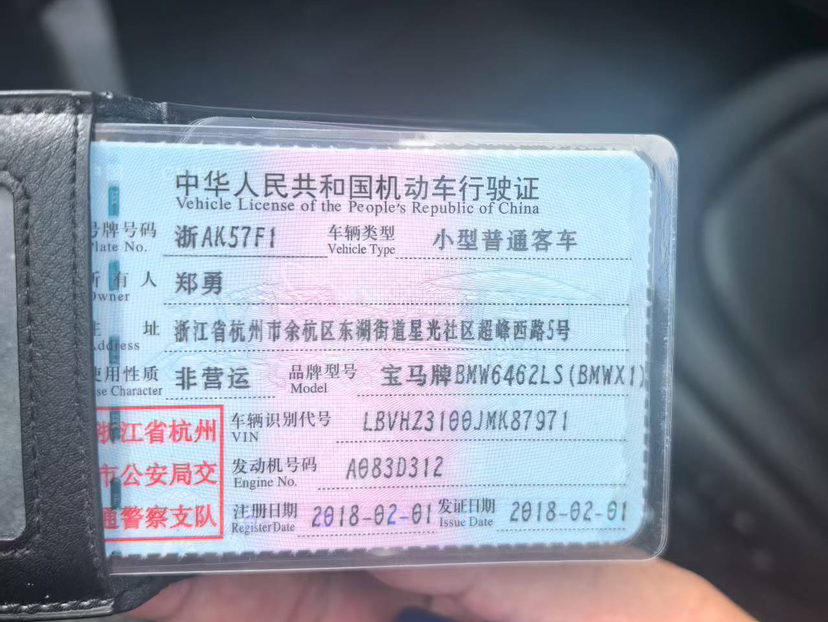 中华人民共和国机动车行驶证
Vehicle License of the People's Republic of China
号牌号码 浙AK57F1 车辆类型 小型普通客车
Plate No. Vehicle Type
所有人 郑勇
Owner
住址 浙江省杭州市余杭区东湖街道星光社区超峰西路5号
Address
使用性质 非营运 品牌型号 宝马牌BMW6462LS(BMWX1)
Use Character Model
浙江省杭州 车辆识别代号 LBVHZ3100JMK87971
VIN
市公安局交 发动机号码 A083D312
Engine No.
通警察支队 注册日期 2018-02-01 发证日期 2018-02-01
Register Date Issue Date